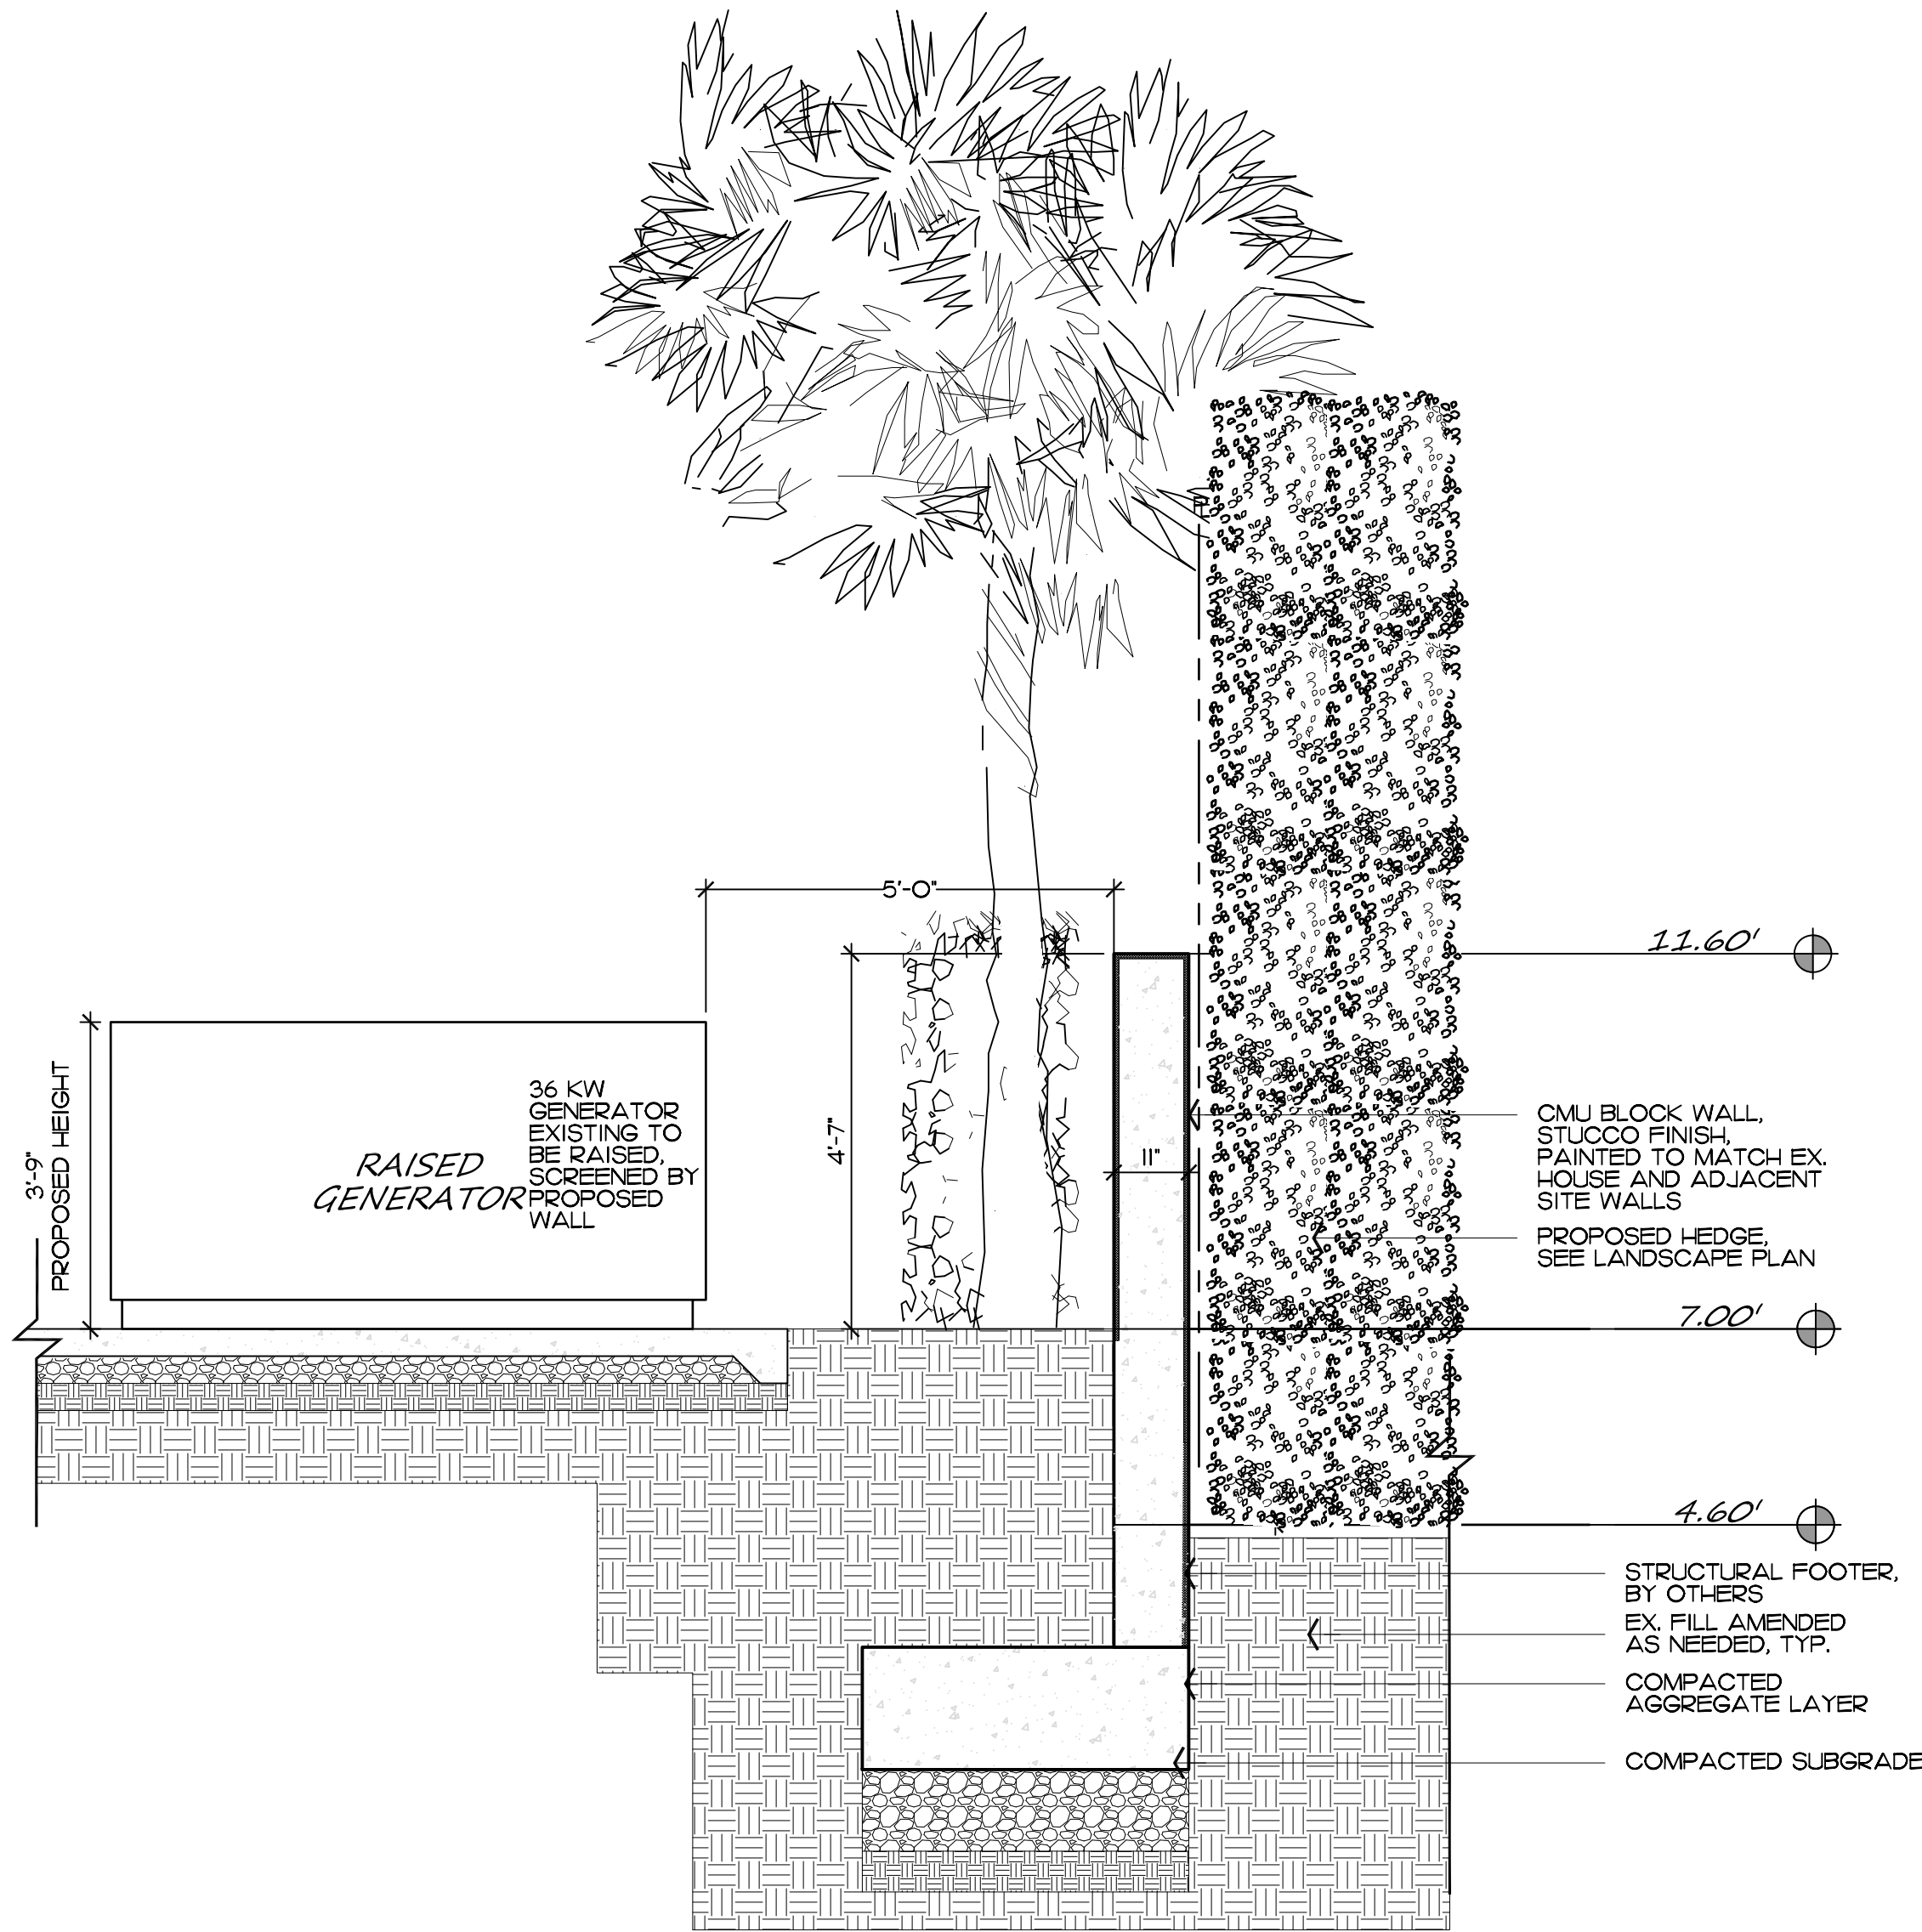 5'-0"
11.60'
3'-9"
PROPOSED HEIGHT
RAISED
GENERATOR
36 KW
GENERATOR
EXISTING TO
BE RAISED,
SCREENED BY
PROPOSED
WALL
4'-7"
11"
CMU BLOCK WALL,
STUCCO FINISH,
PAINTED TO MATCH EX.
HOUSE AND ADJACENT
SITE WALLS
PROPOSED HEDGE,
SEE LANDSCAPE PLAN
7.00'
4.60'
STRUCTURAL FOOTER,
BY OTHERS
EX. FILL AMENDED
AS NEEDED, TYP.
COMPACTED
AGGREGATE LAYER
COMPACTED SUBGRADE